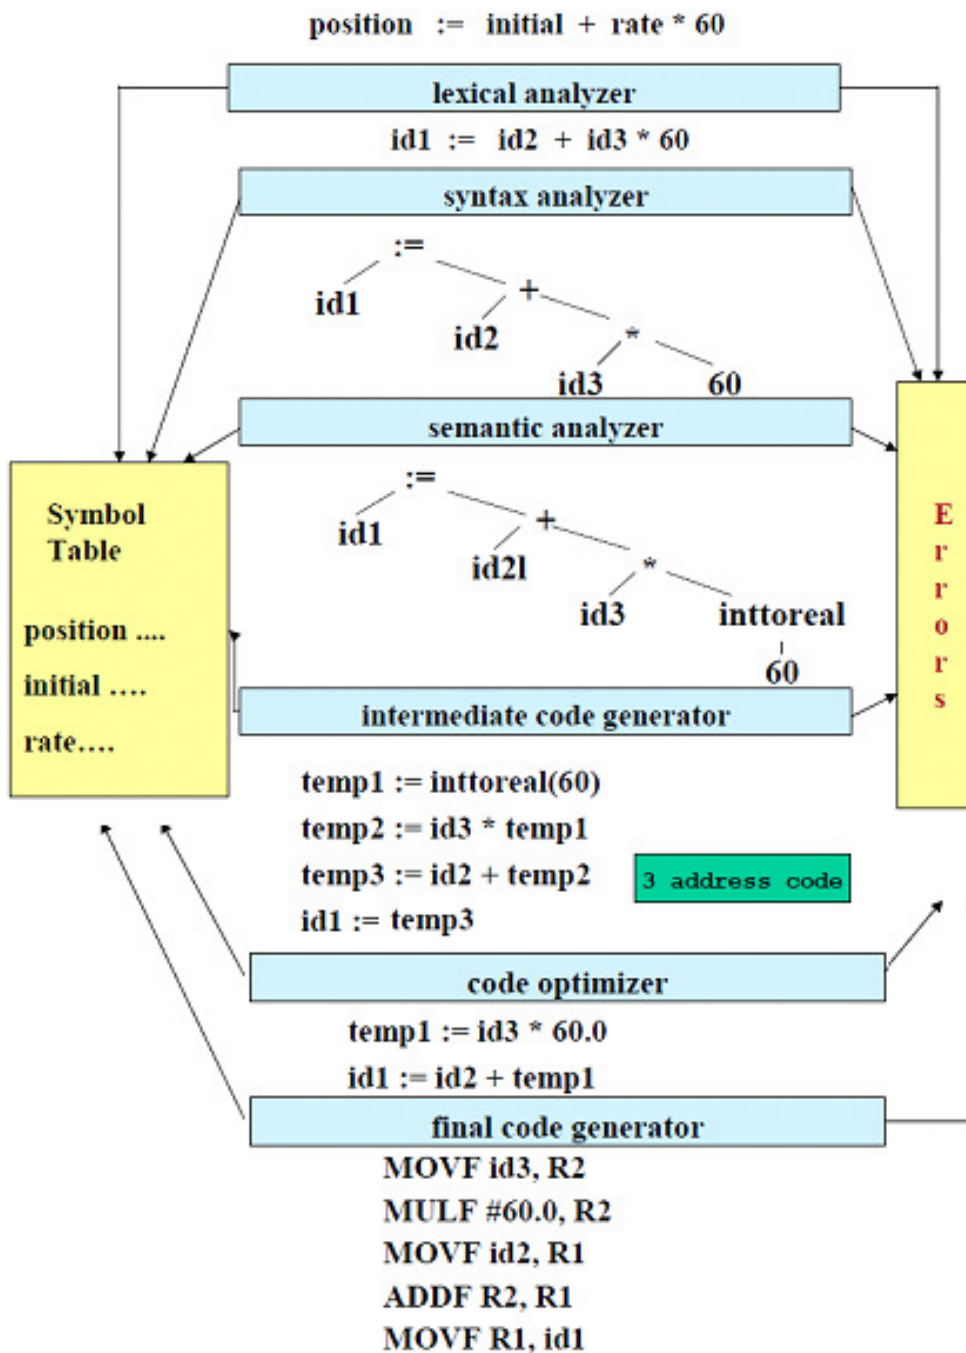 position := initial + rate * 60
lexical analyzer
id1 := id2 + id3 * 60
syntax analyzer
:=
id1 +
id2 *
id3 60
semantic analyzer
:=
id1 +
id2l *
id3 inttoreal
60
Symbol
Table
position ....
initial ....
rate....
Errors
intermediate code generator
temp1 := inttoreal(60)
temp2 := id3 * temp1
temp3 := id2 + temp2
id1 := temp3
3 address code
code optimizer
temp1 := id3 * 60.0
id1 := id2 + temp1
final code generator
MOVF id3, R2
MULF #60.0, R2
MOVF id2, R1
ADDF R2, R1
MOVF R1, id1